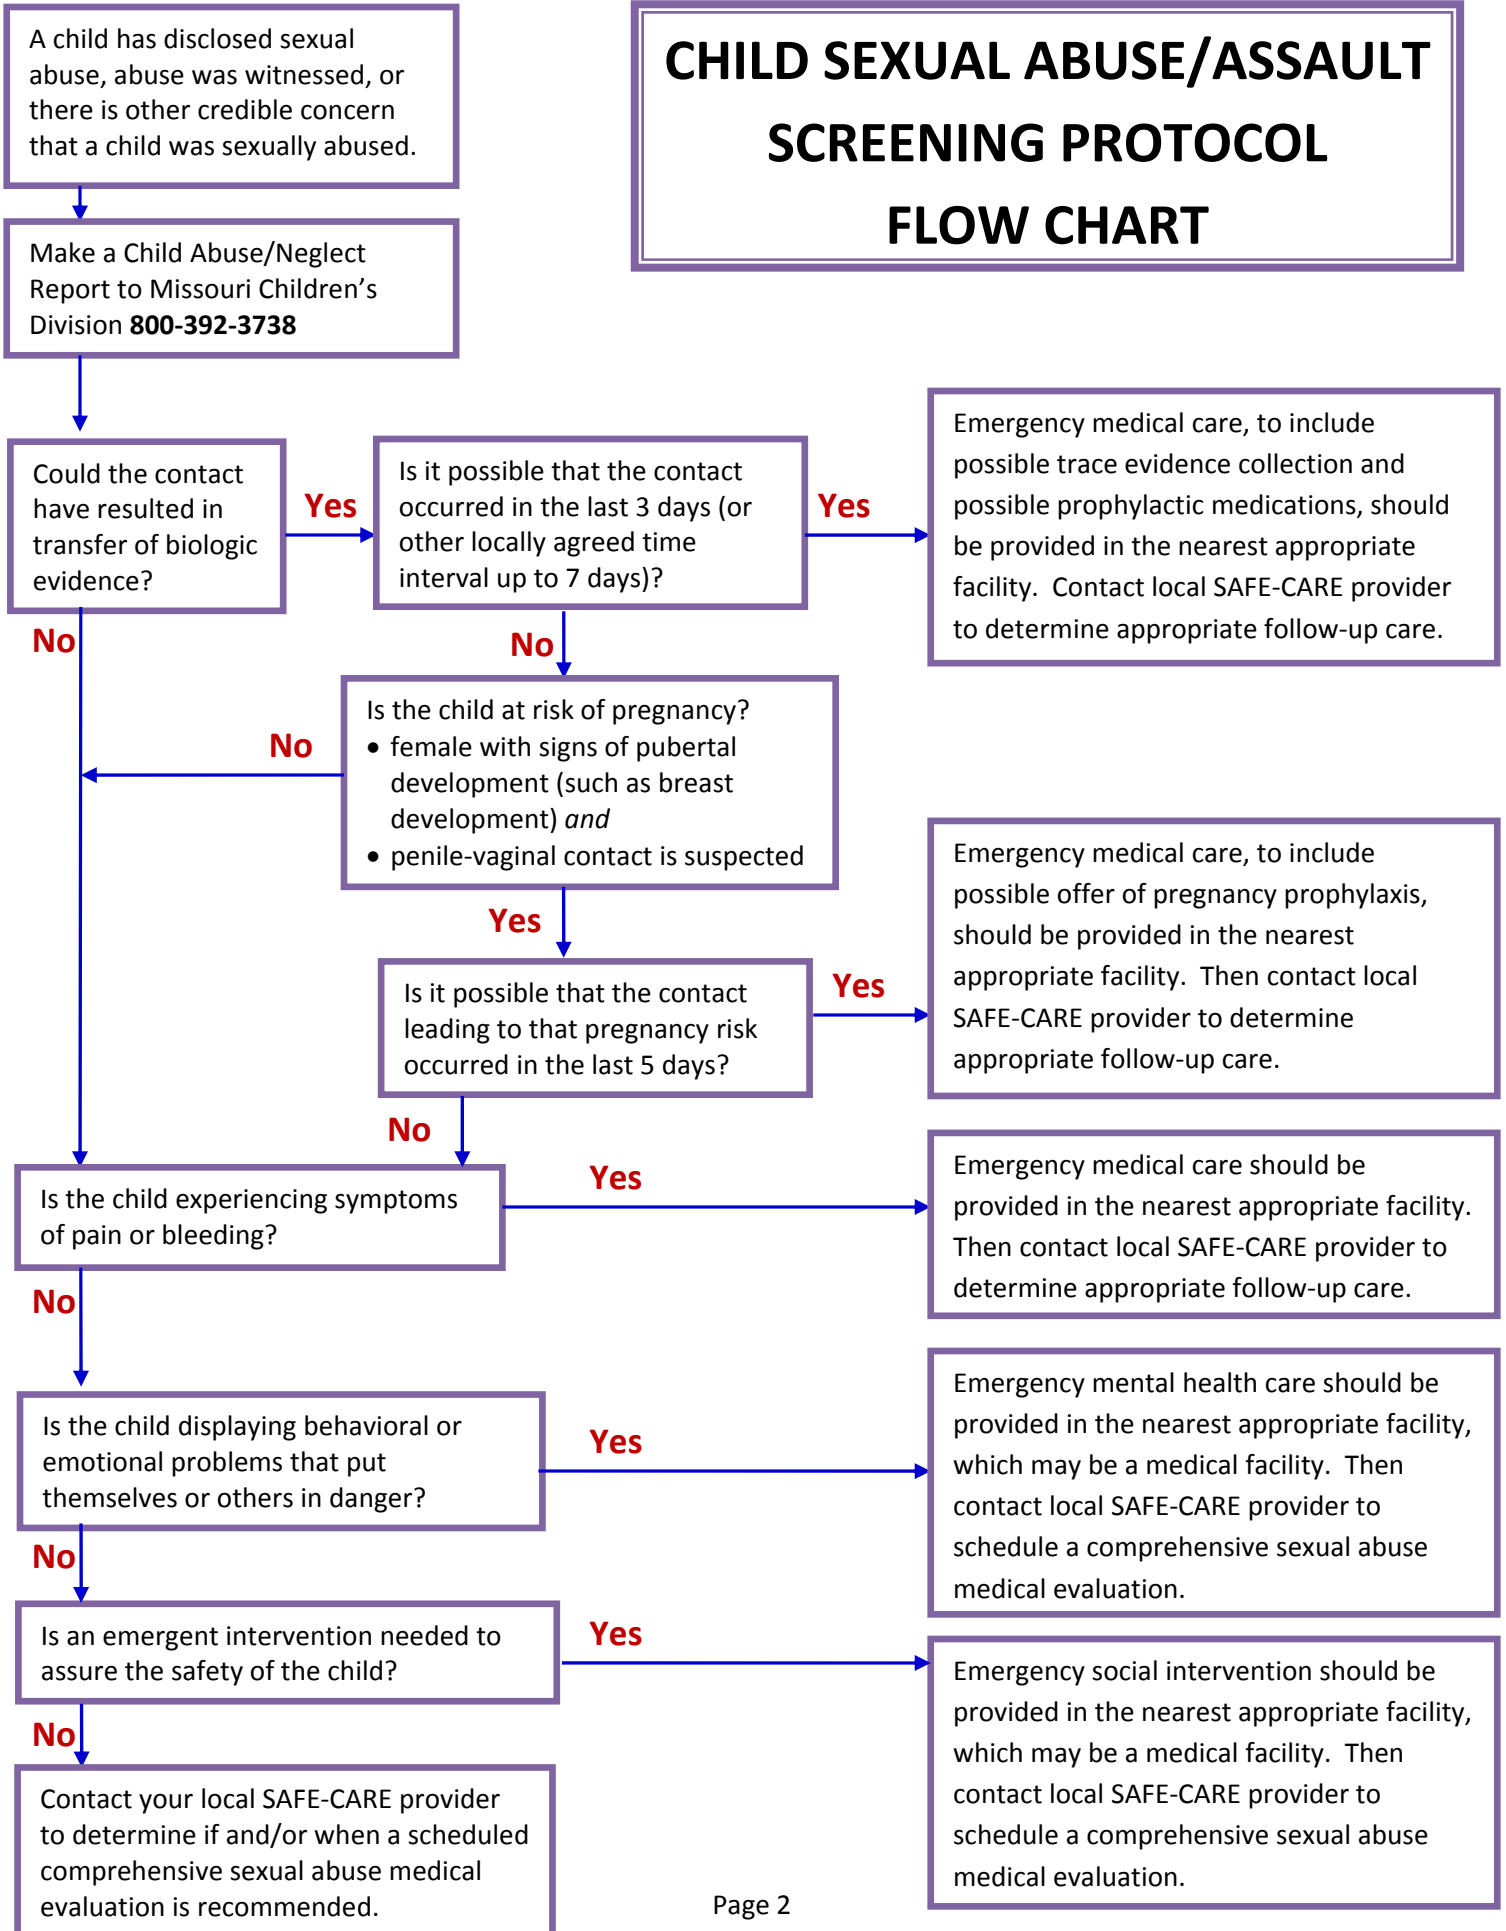 CHILD SEXUAL ABUSE/ASSAULT
SCREENING PROTOCOL
FLOW CHART
A child has disclosed sexual
abuse, abuse was witnessed, or
there is other credible concern
that a child was sexually abused.
Make a Child Abuse/Neglect
Report to Missouri Children’s
Division 800-392-3738
Could the contact
have resulted in
transfer of biologic
evidence?
Yes
Is it possible that the contact
occurred in the last 3 days (or
other locally agreed time
interval up to 7 days)?
Yes
Emergency medical care, to include
possible trace evidence collection and
possible prophylactic medications, should
be provided in the nearest appropriate
facility.  Contact local SAFE-CARE provider
to determine appropriate follow-up care.
No
No
Is the child at risk of pregnancy?
• female with signs of pubertal
development (such as breast
development) and
• penile-vaginal contact is suspected
No
Yes
Is it possible that the contact
leading to that pregnancy risk
occurred in the last 5 days?
Yes
Emergency medical care, to include
possible offer of pregnancy prophylaxis,
should be provided in the nearest
appropriate facility.  Then contact local
SAFE-CARE provider to determine
appropriate follow-up care.
No
Is the child experiencing symptoms
of pain or bleeding?
Yes
Emergency medical care should be
provided in the nearest appropriate facility.
Then contact local SAFE-CARE provider to
determine appropriate follow-up care.
No
Is the child displaying behavioral or
emotional problems that put
themselves or others in danger?
Yes
Emergency mental health care should be
provided in the nearest appropriate facility,
which may be a medical facility.  Then
contact local SAFE-CARE provider to
schedule a comprehensive sexual abuse
medical evaluation.
No
Is an emergent intervention needed to
assure the safety of the child?
Yes
Emergency social intervention should be
provided in the nearest appropriate facility,
which may be a medical facility.  Then
contact local SAFE-CARE provider to
schedule a comprehensive sexual abuse
medical evaluation.
No
Contact your local SAFE-CARE provider
to determine if and/or when a scheduled
comprehensive sexual abuse medical
evaluation is recommended.
Page 2